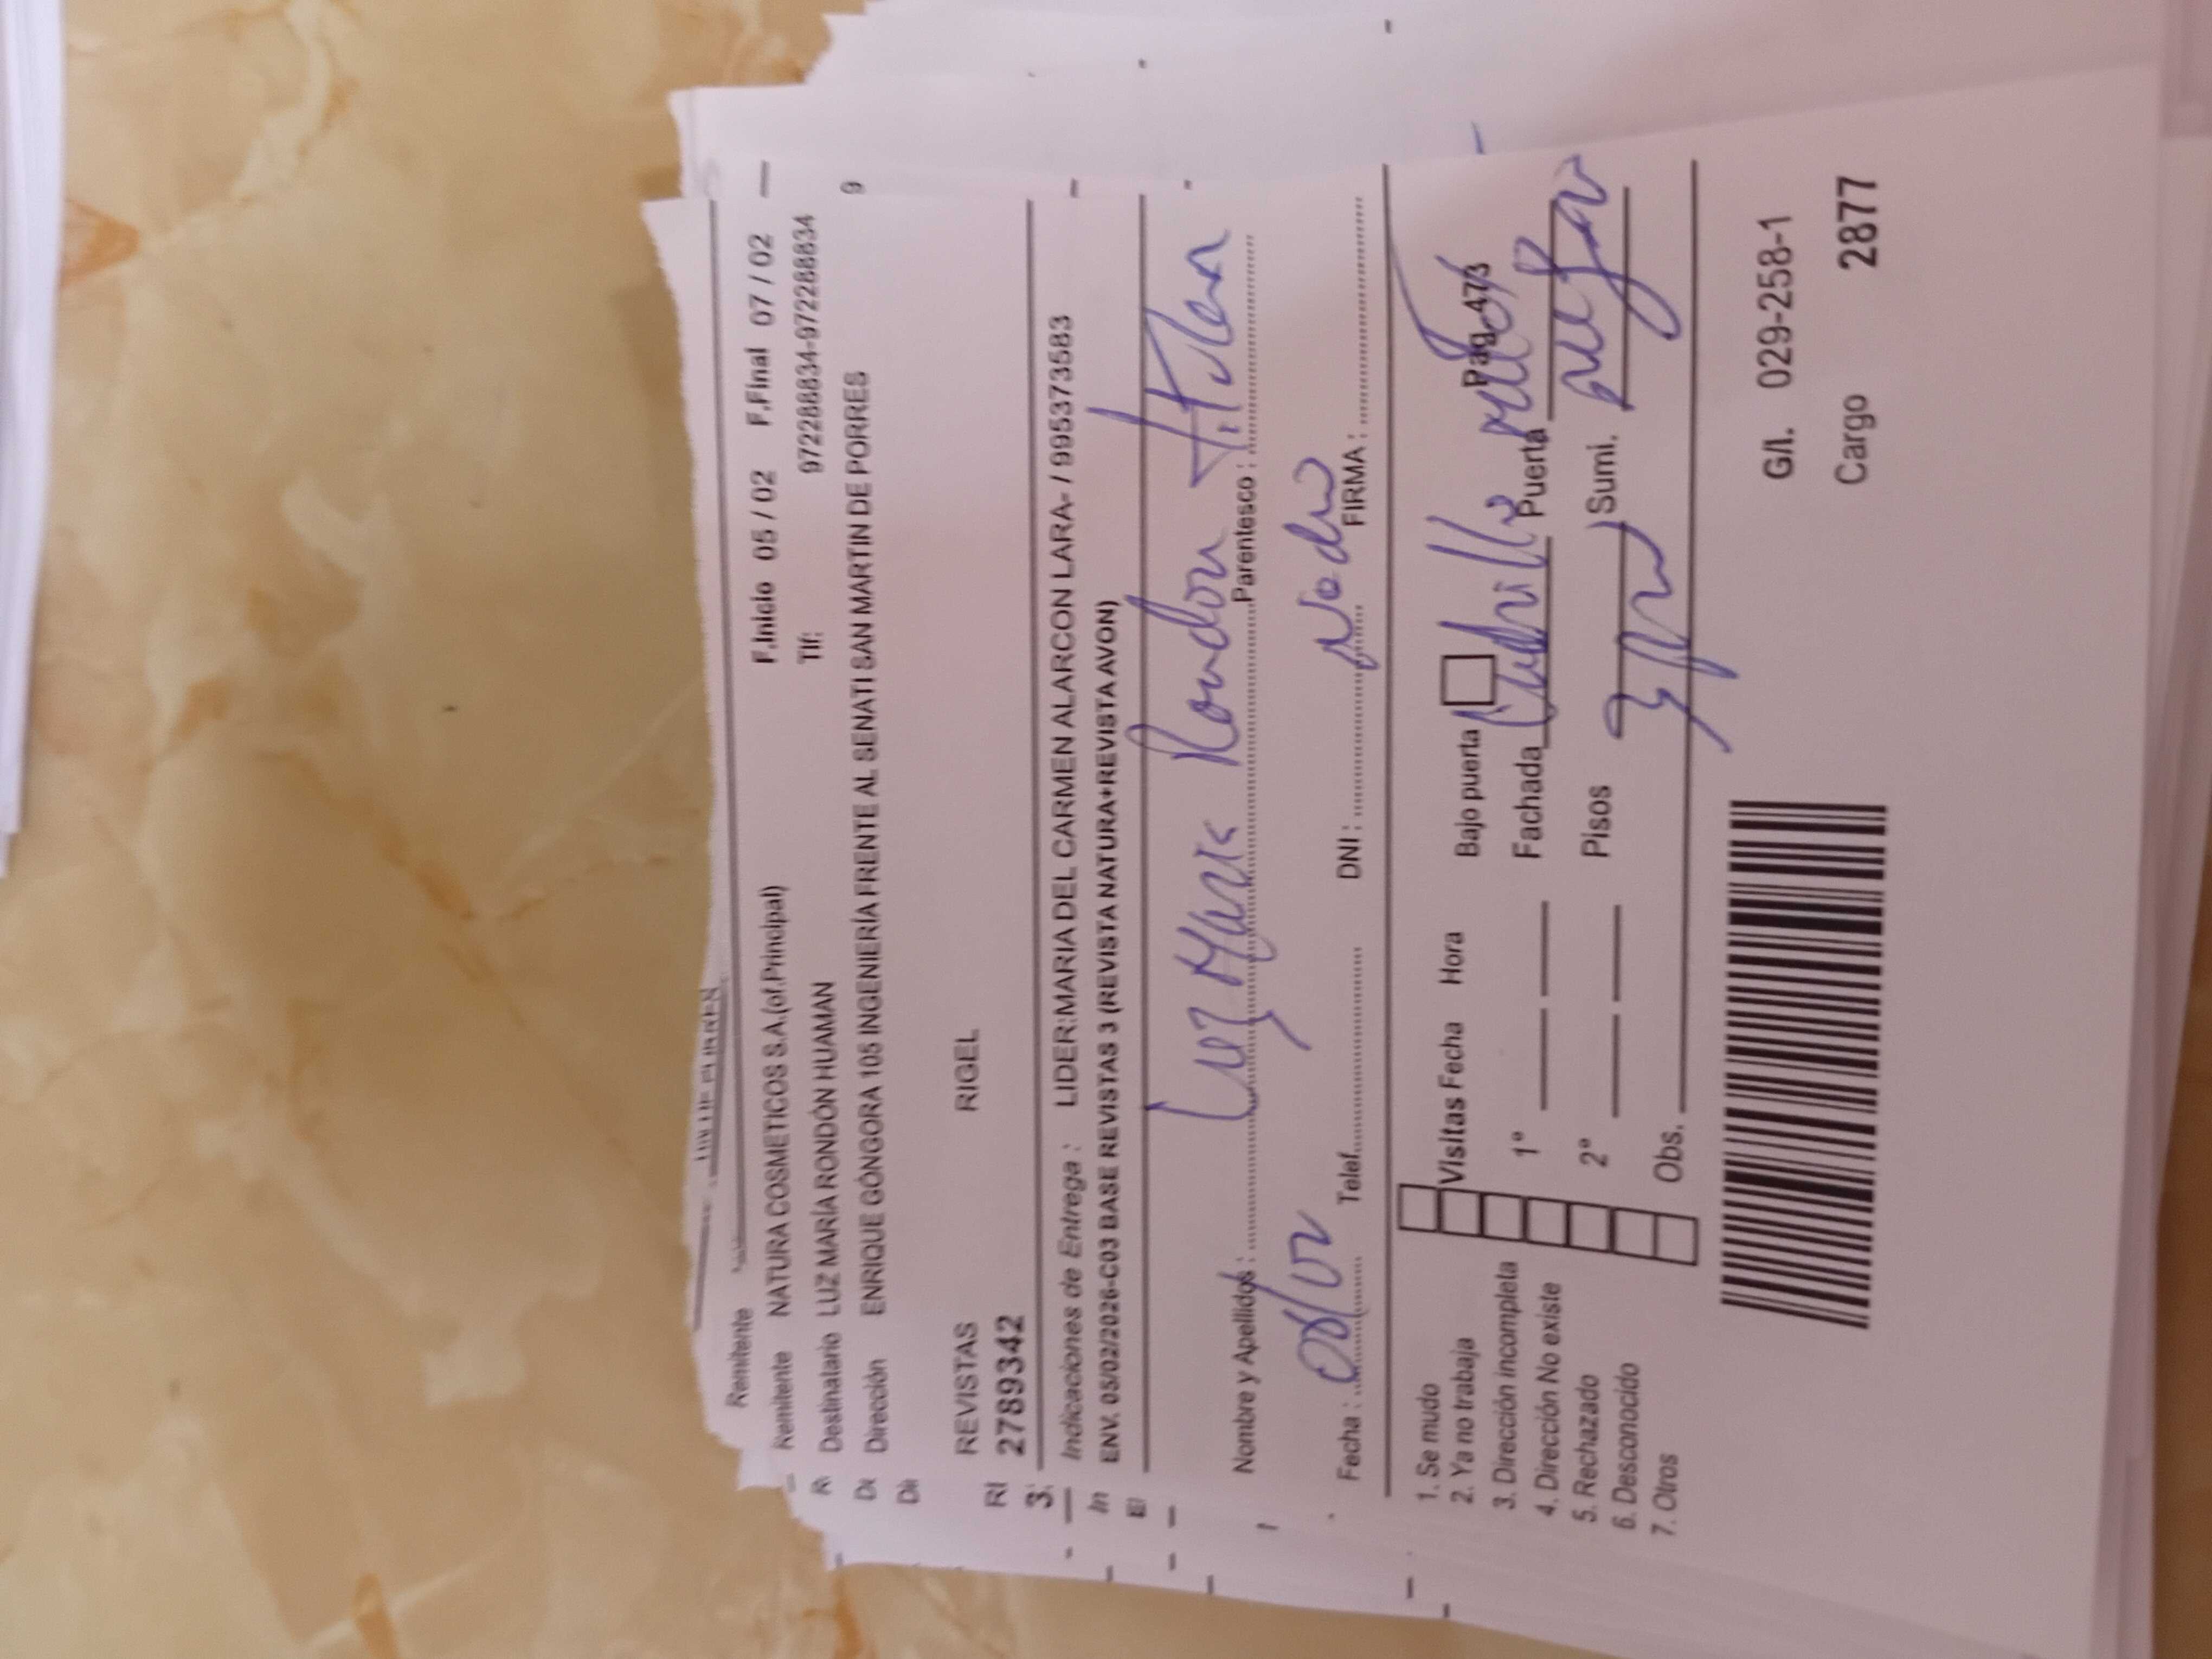 Remitente
Remitente NATURA COSMETICOS S.A.(of.Principal) F.Inicio 05 / 02 F.Final 07 / 02
Destinatario LUZ MARÍA RONDÓN HUAMAN Tlf: 972288834-972288834
Dirección ENRIQUE GÓNGORA 105 INGENIERÍA FRENTE AL SENATI SAN MARTIN DE PORRES
REVISTAS RIGEL
2789342
Indicaciones de Entrega : LIDER:MARIA DEL CARMEN ALARCON LARA- / 995373583
ENV. 05/02/2026-C03 BASE REVISTAS 3 (REVISTA NATURA+REVISTA AVON)
Nombre y Apellidos : Luz Maria Rondon Parentesco : Titular
Fecha : Telef. DNI : FIRMA :
1. Se mudo
2. Ya no trabaja
3. Dirección incompleta
4. Dirección No existe
5. Rechazado
6. Desconocido
7. Otros
Visitas Fecha Hora Bajo puerta Pag. 473
1° Fachada Ladrillo Puerta
2° Pisos Sumi.
Obs.
G/I. 029-258-1
Cargo 2877